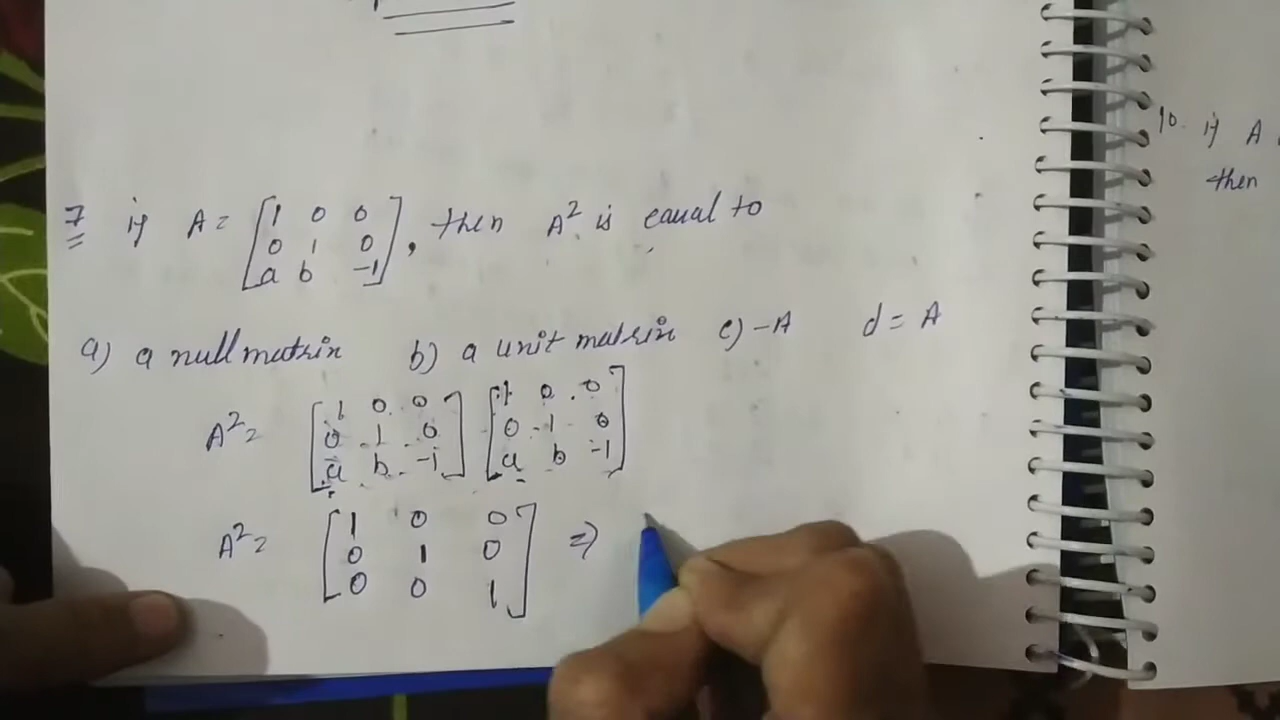 7 if A = [1 0 0
0 1 0
a b -1], then A² is equal to
a) a null matrix b) a unit matrix c) -A d = A
A² = [1 0 0 [1 0 0
0 1 0 0 1 0
a b -1] a b -1]
A² = [1 0 0 ⇒
0 1 0
0 0 1]
10. if A
then